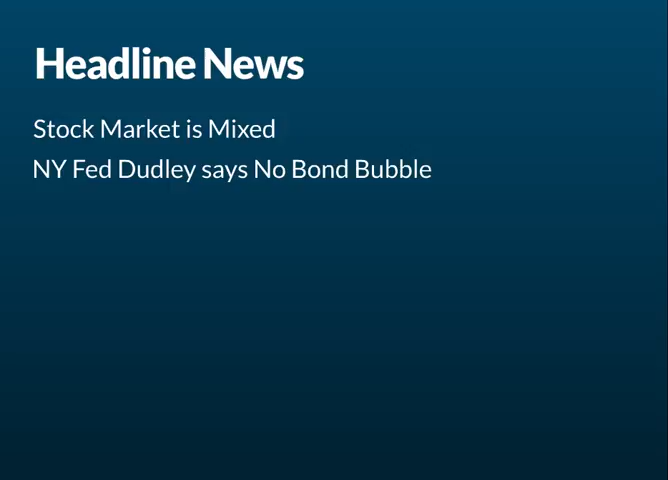 Headline News
Stock Market is Mixed
NY Fed Dudley says No Bond Bubble